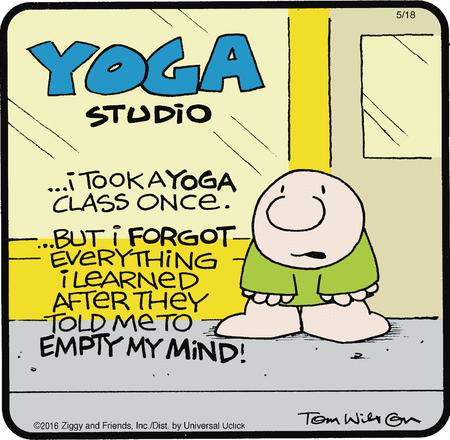 5/18
YOGA
STUDIO
...i TOOK A YOGA
CLASS ONCE.
...BUT i FORGOT
EVERYTHING
i LEARNED
AFTER THEY
TOLD ME TO
EMPTY MY MiND!
©2016 Ziggy and Friends, Inc./Dist. by Universal Uclick
Tom Wilson